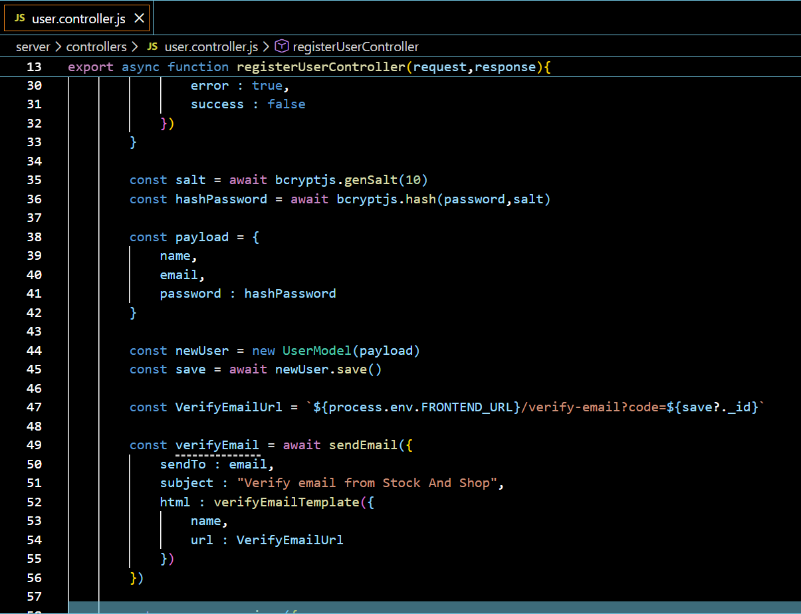 JS user.controller.js ×
server > controllers > JS user.controller.js > registerUserController
13 export async function registerUserController(request,response){
30 error : true,
31 success : false
32 })
33 }
34
35 const salt = await bcryptjs.genSalt(10)
36 const hashPassword = await bcryptjs.hash(password,salt)
37
38 const payload = {
39 name,
40 email,
41 password : hashPassword
42 }
43
44 const newUser = new UserModel(payload)
45 const save = await newUser.save()
46
47 const VerifyEmailUrl = `${process.env.FRONTEND_URL}/verify-email?code=${save?._id}`
48
49 const verifyEmail = await sendEmail({
50 sendTo : email,
51 subject : "Verify email from Stock And Shop",
52 html : verifyEmailTemplate({
53 name,
54 url : VerifyEmailUrl
55 })
56 })
57